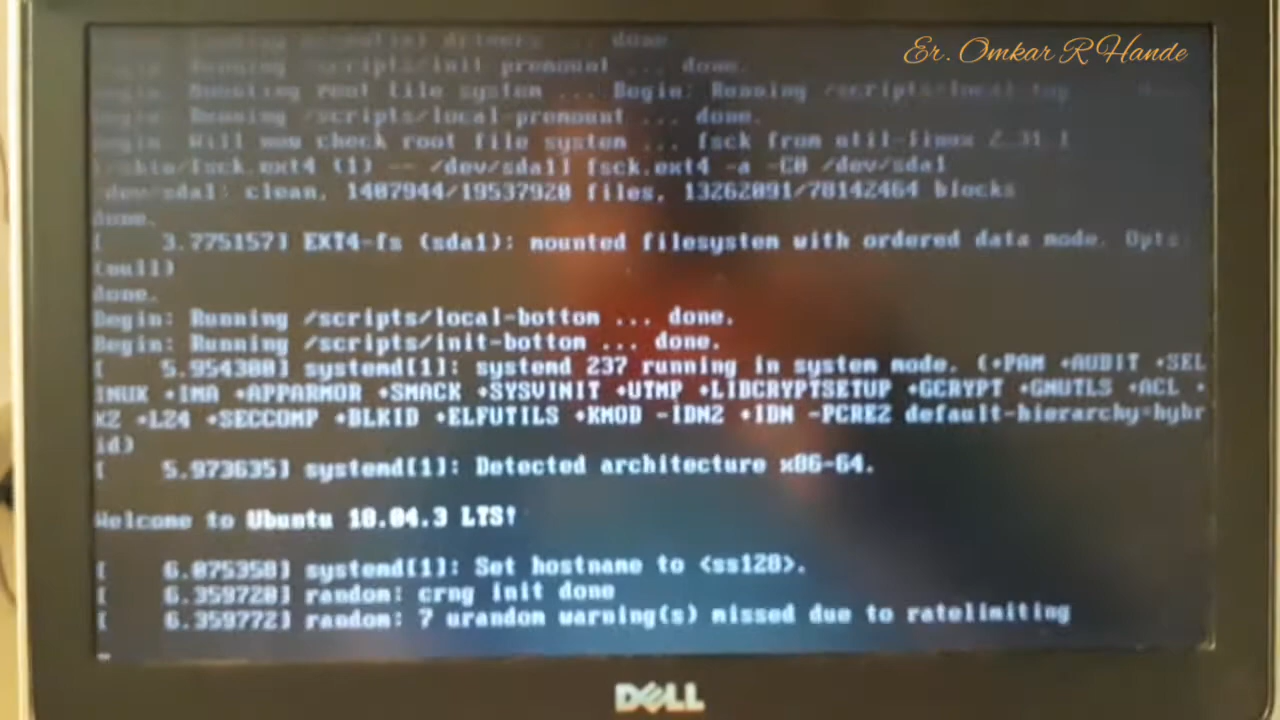 Er. Omkar R Hande
done.
Begin: Running /scripts/init-premount ... done.
Begin: Mounting root file system ... Begin: Running /scripts/local-top
Begin: Running /scripts/local-premount ... done.
Begin: Will now check root file system ... fsck from util-linux 2.31.1
[/sbin/fsck.ext4 (1) -- /dev/sda1] fsck.ext4 -a -C0 /dev/sda1
/dev/sda1: clean, 1407944/19537920 files, 13262091/78142464 blocks
done.
[ 3.775157] EXT4-fs (sda1): mounted filesystem with ordered data mode. Opts:
(null)
done.
Begin: Running /scripts/local-bottom ... done.
Begin: Running /scripts/init-bottom ... done.
[ 5.954380] systemd[1]: systemd 237 running in system mode. (+PAM +AUDIT +SEL
INUX +IMA +APPARMOR +SMACK +SYSVINIT +UTMP +LIBCRYPTSETUP +GCRYPT +GNUTLS +ACL +
KZ +LZ4 +SECCOMP +BLKID +ELFUTILS +KMOD -IDN2 +IDN -PCRE2 default-hierarchy=hybr
id)
[ 5.973635] systemd[1]: Detected architecture x86-64.
Welcome to Ubuntu 18.04.3 LTS!
[ 6.075358] systemd[1]: Set hostname to <ss128>.
[ 6.359728] random: crng init done
[ 6.359772] random: 7 urandom warning(s) missed due to ratelimiting
DELL